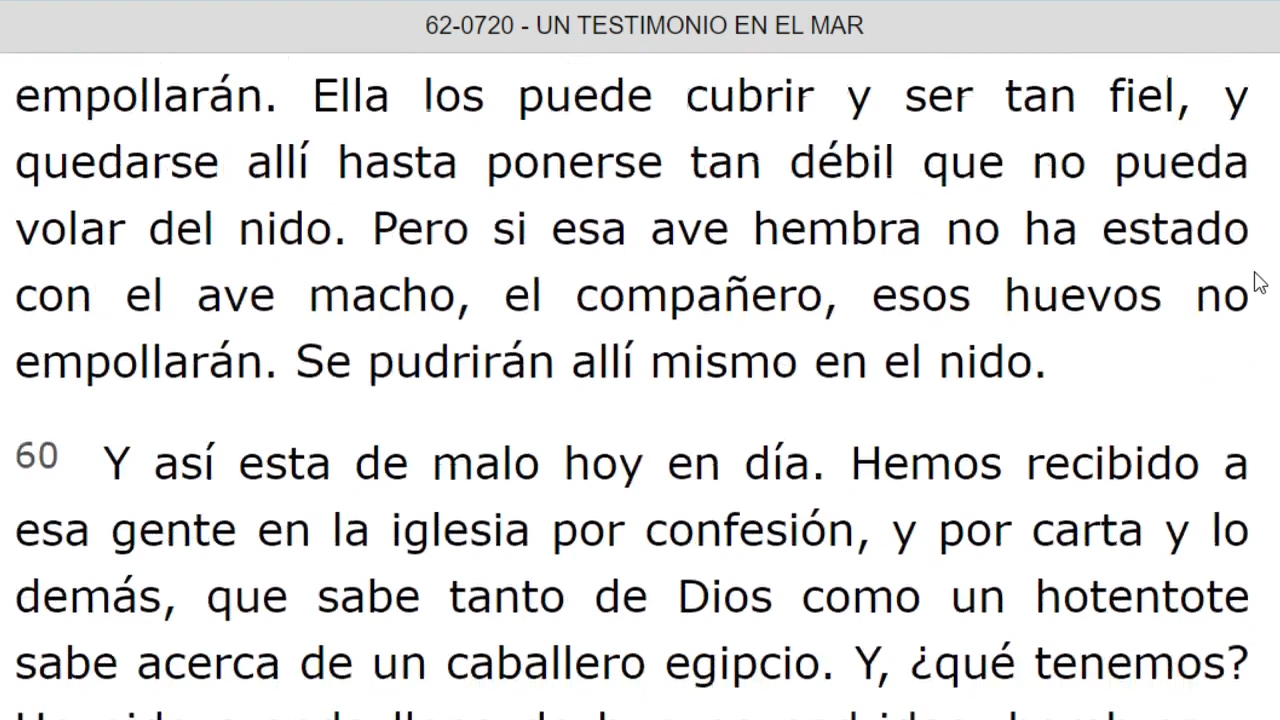 62-0720 - UN TESTIMONIO EN EL MAR
empollarán. Ella los puede cubrir y ser tan fiel, y
quedarse allí hasta ponerse tan débil que no pueda
volar del nido. Pero si esa ave hembra no ha estado
con el ave macho, el compañero, esos huevos no
empollarán. Se pudrirán allí mismo en el nido.
60 Y así esta de malo hoy en día. Hemos recibido a
esa gente en la iglesia por confesión, y por carta y lo
demás, que sabe tanto de Dios como un hotentote
sabe acerca de un caballero egipcio. Y, ¿qué tenemos?